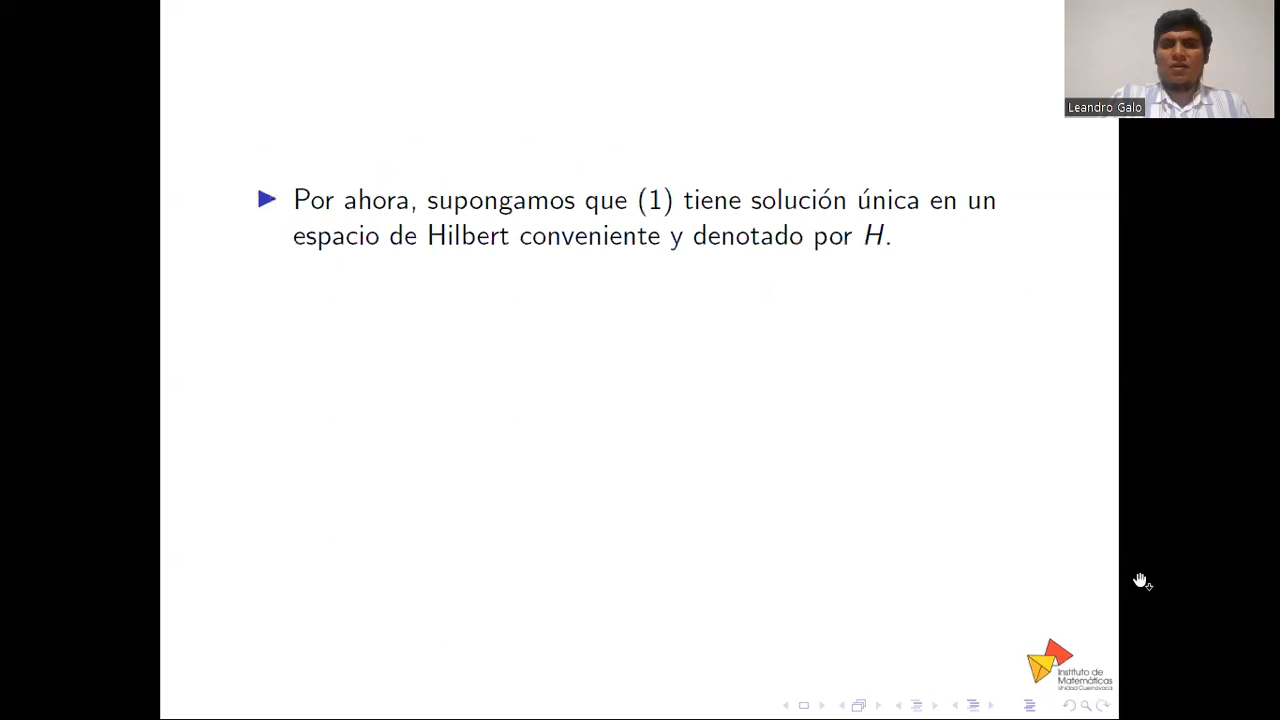 Leandro Galo
▶ Por ahora, supongamos que (1) tiene solución única en un
espacio de Hilbert conveniente y denotado por H.
Instituto de
Matemáticas
Unidad Cuernavaca